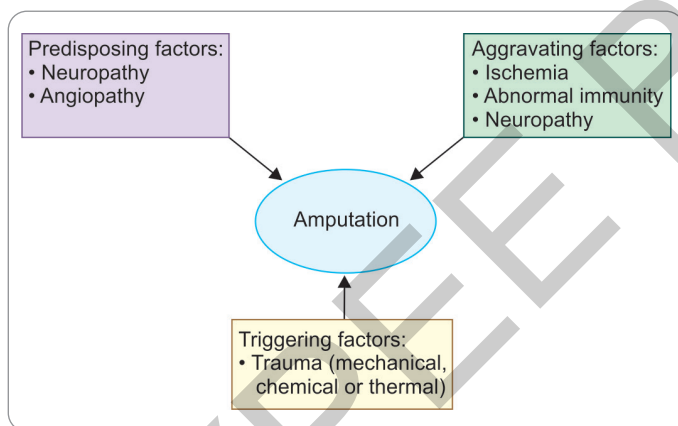 Predisposing factors:
• Neuropathy
• Angiopathy
Aggravating factors:
• Ischemia
• Abnormal immunity
• Neuropathy
Amputation
Triggering factors:
• Trauma (mechanical,
chemical or thermal)